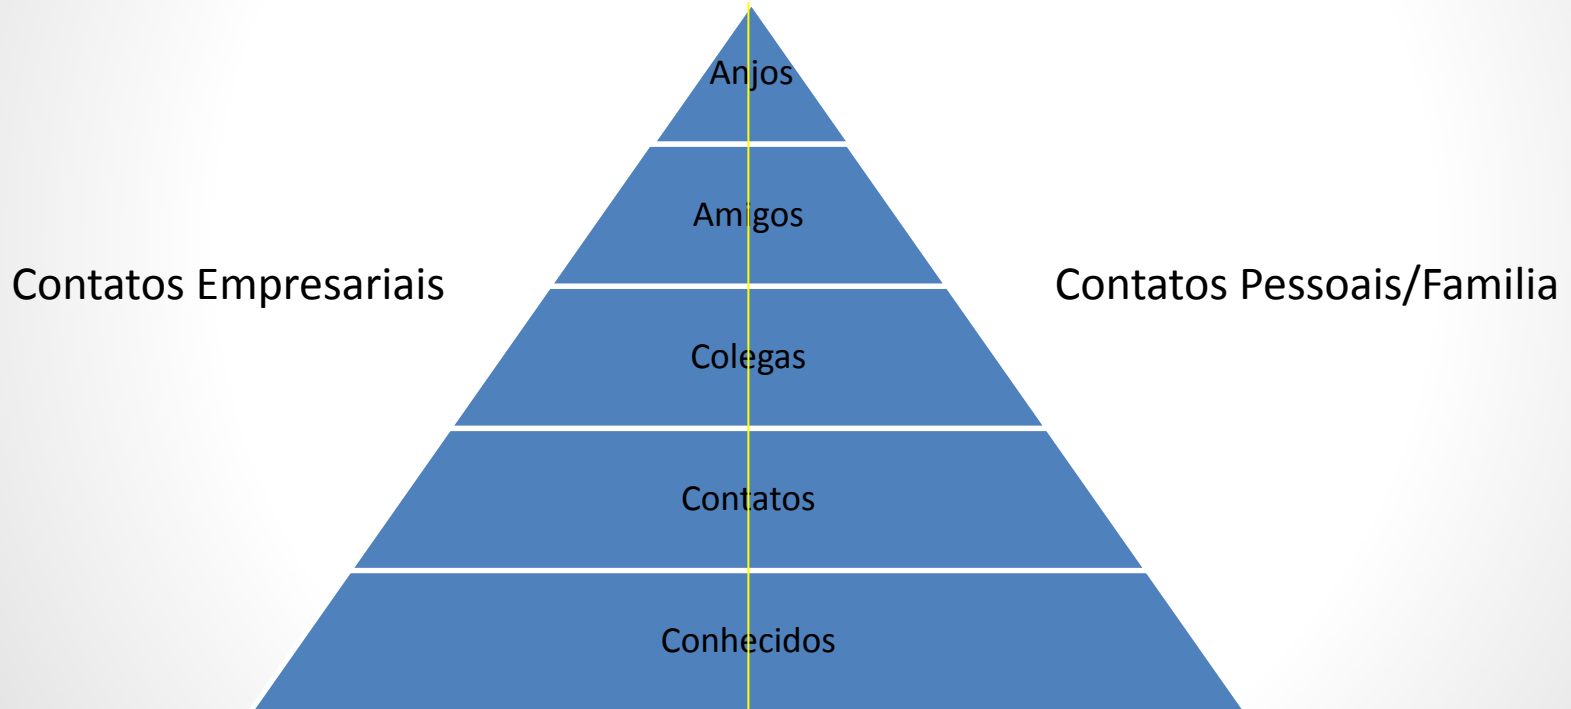 Anjos
Amigos
Contatos Empresariais
Contatos Pessoais/Familia
Colegas
Contatos
Conhecidos